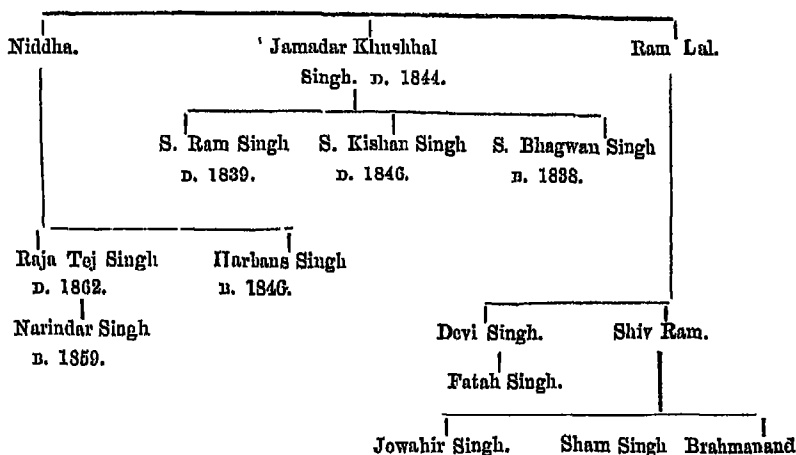 Niddha. Jamadar Khushhal Ram Lal.
Singh. D. 1844.
S. Ram Singh S. Kishan Singh S. Bhagwan Singh
D. 1839. D. 1846. B. 1838.
Raja Tej Singh Harbans Singh
D. 1862. B. 1846.
Narindar Singh Devi Singh. Shiv Ram.
B. 1859.
Fatah Singh.
Jowahir Singh. Sham Singh Brahmanand